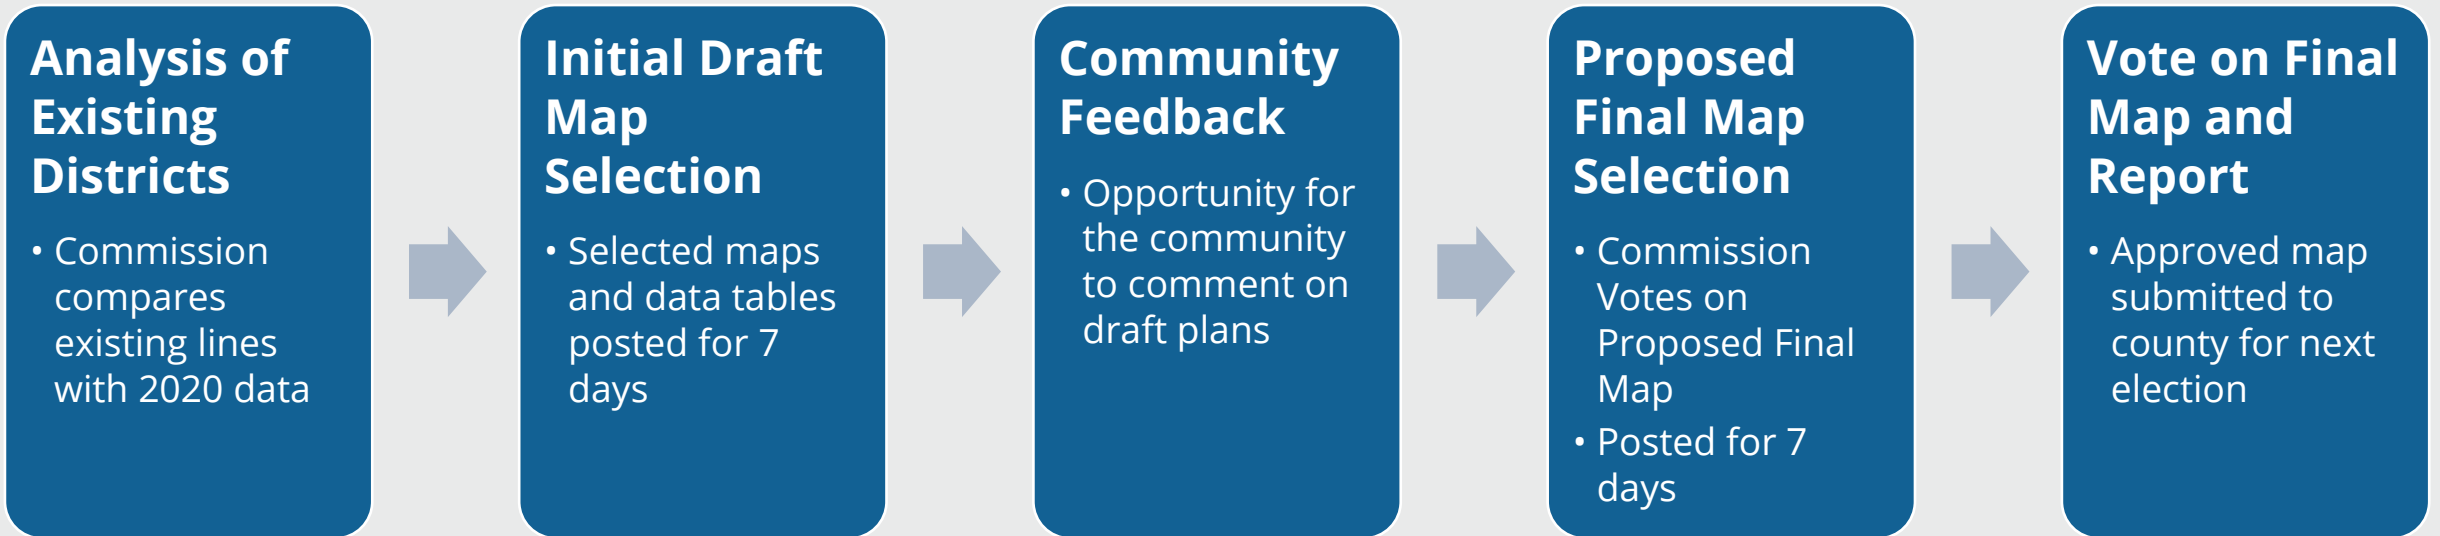 Analysis of
Existing
Districts
• Commission
compares
existing lines
with 2020 data
Initial Draft
Map
Selection
• Selected maps
and data tables
posted for 7
days
Community
Feedback
• Opportunity for
the community
to comment on
draft plans
Proposed
Final Map
Selection
• Commission
Votes on
Proposed Final
Map
• Posted for 7
days
Vote on Final
Map and
Report
• Approved map
submitted to
county for next
election